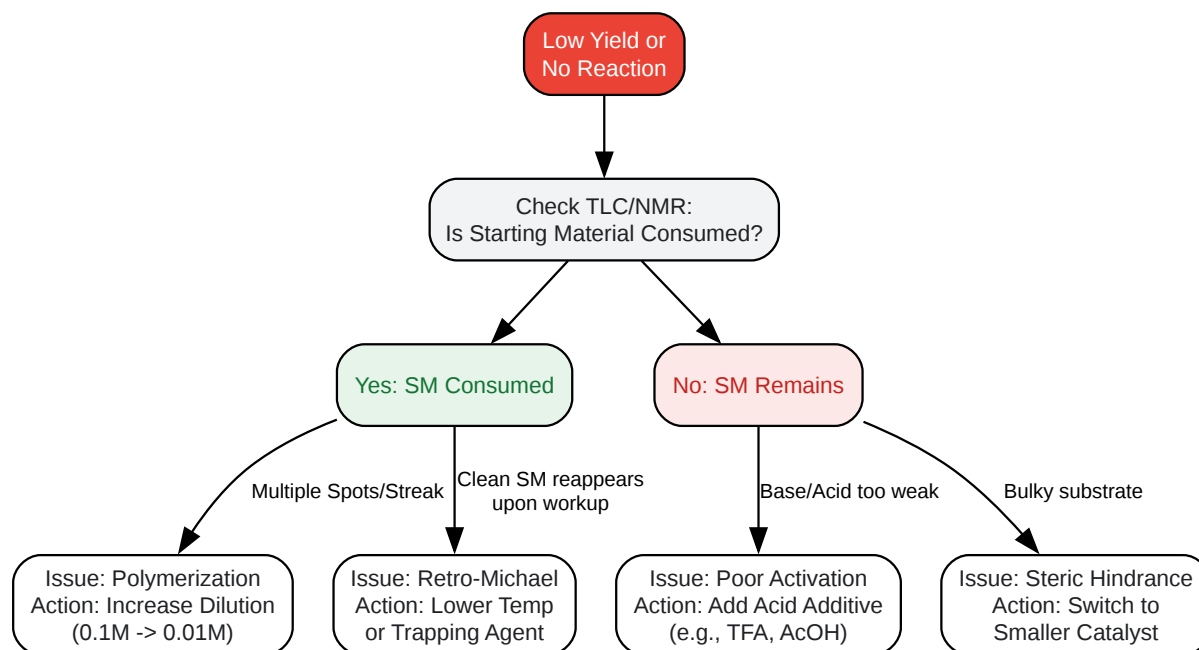 Low Yield or
No Reaction
Check TLC/NMR:
Is Starting Material Consumed?
Yes: SM Consumed
No: SM Remains
Multiple Spots/Streak
Clean SM reappears
upon workup
Base/Acid too weak
Bulky substrate
Issue: Polymerization
Action: Increase Dilution
(0.1M -> 0.01M)
Issue: Retro-Michael
Action: Lower Temp
or Trapping Agent
Issue: Poor Activation
Action: Add Acid Additive
(e.g., TFA, AcOH)
Issue: Steric Hindrance
Action: Switch to
Smaller Catalyst